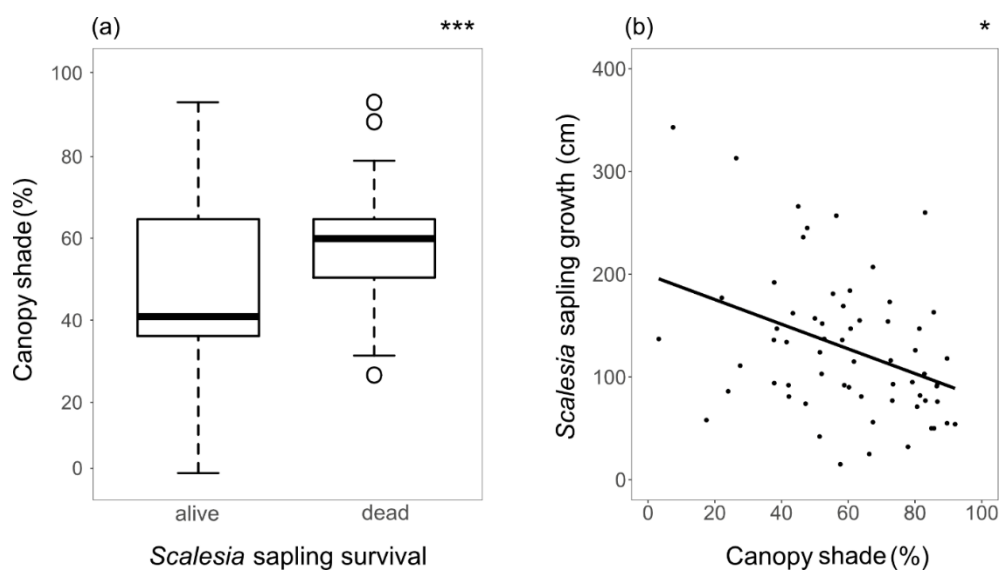 (a)
***
Canopy shade (%)
100
80
60
40
20
0
alive
dead
Scalesia sapling survival
(b)
*
Scalesia sapling growth (cm)
400
300
200
100
0
0
20
40
60
80
100
Canopy shade (%)